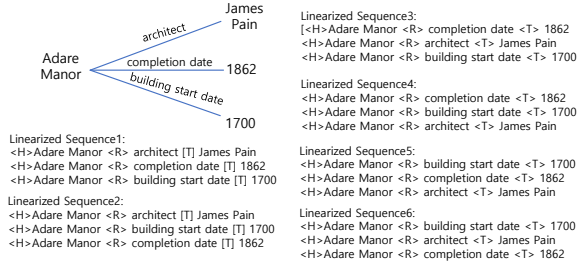 James
Pain
architect
Adare
Manor
completion date
1862
building start date
1700
Linearized Sequence1:
<H>Adare Manor <R> architect [T] James Pain
<H>Adare Manor <R> completion date [T] 1862
<H>Adare Manor <R> building start date [T] 1700
Linearized Sequence2:
<H>Adare Manor <R> architect [T] James Pain
<H>Adare Manor <R> building start date [T] 1700
<H>Adare Manor <R> completion date [T] 1862
Linearized Sequence3:
[<H>Adare Manor <R> completion date <T> 1862
<H>Adare Manor <R> architect <T> James Pain
<H>Adare Manor <R> building start date <T> 1700
Linearized Sequence4:
<H>Adare Manor <R> completion date <T> 1862
<H>Adare Manor <R> building start date <T> 1700
<H>Adare Manor <R> architect <T> James Pain
Linearized Sequence5:
<H>Adare Manor <R> building start date <T> 1700
<H>Adare Manor <R> completion date <T> 1862
<H>Adare Manor <R> architect <T> James Pain
Linearized Sequence6:
<H>Adare Manor <R> building start date <T> 1700
<H>Adare Manor <R> architect <T> James Pain
<H>Adare Manor <R> completion date <T> 1862